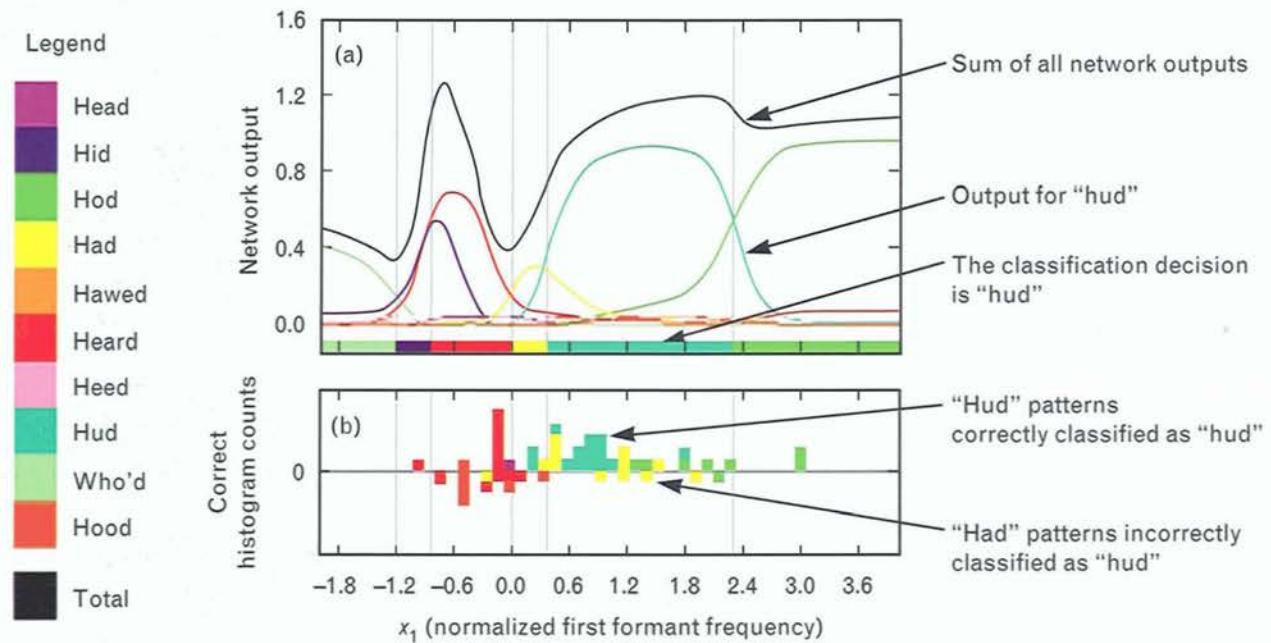 Legend
Head
Hid
Hod
Had
Hawed
Heard
Heed
Hud
Who'd
Hood
Total
(a)
Network output
1.6
1.2
0.8
0.4
0.0
Sum of all network outputs
Output for "hud"
The classification decision
is "hud"
(b)
Correct
histogram counts
0
"Hud" patterns
correctly classified as "hud"
"Had" patterns incorrectly
classified as "hud"
−1.8 −1.2 −0.6 0.0 0.6 1.2 1.8 2.4 3.0 3.6
x₁ (normalized first formant frequency)